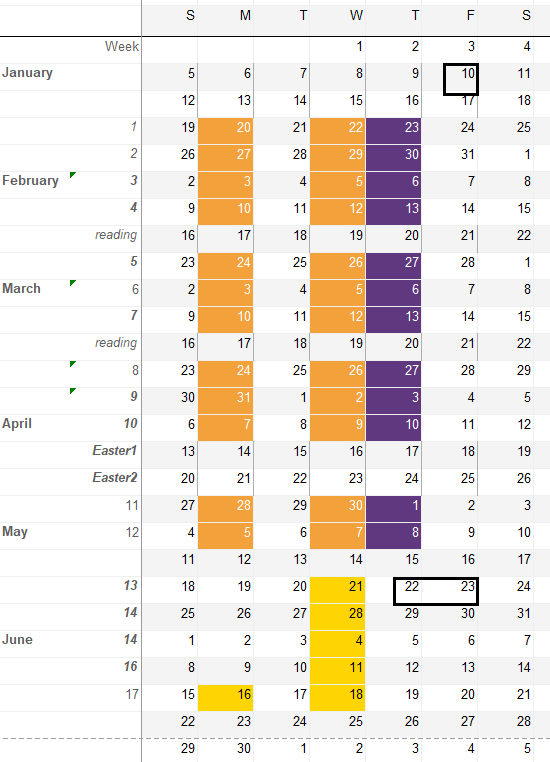 S M T W T F S
Week 1 2 3 4
January 5 6 7 8 9 10 11
12 13 14 15 16 17 18
1 19 20 21 22 23 24 25
2 26 27 28 29 30 31 1
February 3 2 3 4 5 6 7 8
4 9 10 11 12 13 14 15
reading 16 17 18 19 20 21 22
5 23 24 25 26 27 28 1
March 6 2 3 4 5 6 7 8
7 9 10 11 12 13 14 15
reading 16 17 18 19 20 21 22
8 23 24 25 26 27 28 29
9 30 31 1 2 3 4 5
April 10 6 7 8 9 10 11 12
Easter1 13 14 15 16 17 18 19
Easter2 20 21 22 23 24 25 26
11 27 28 29 30 1 2 3
May 12 4 5 6 7 8 9 10
11 12 13 14 15 16 17
13 18 19 20 21 22 23 24
14 25 26 27 28 29 30 31
June 14 1 2 3 4 5 6 7
16 8 9 10 11 12 13 14
17 15 16 17 18 19 20 21
22 23 24 25 26 27 28
29 30 1 2 3 4 5